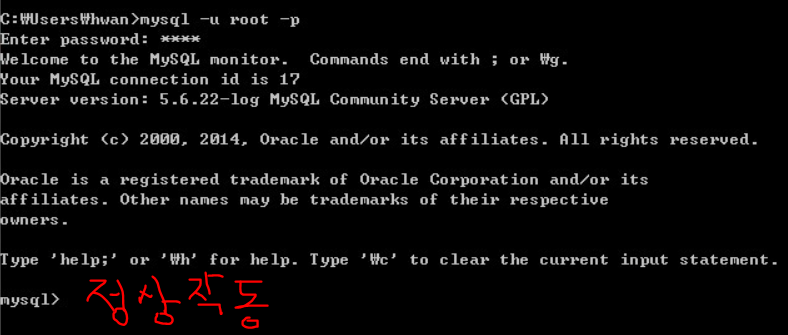 C:₩Users₩hwan>mysql -u root -p
Enter password: ****
Welcome to the MySQL monitor.  Commands end with ; or ₩g.
Your MySQL connection id is 17
Server version: 5.6.22-log MySQL Community Server (GPL)
Copyright (c) 2000, 2014, Oracle and/or its affiliates. All rights reserved.
Oracle is a registered trademark of Oracle Corporation and/or its
affiliates. Other names may be trademarks of their respective
owners.
Type 'help;' or '₩h' for help. Type '₩c' to clear the current input statement.
mysql> 정상작동